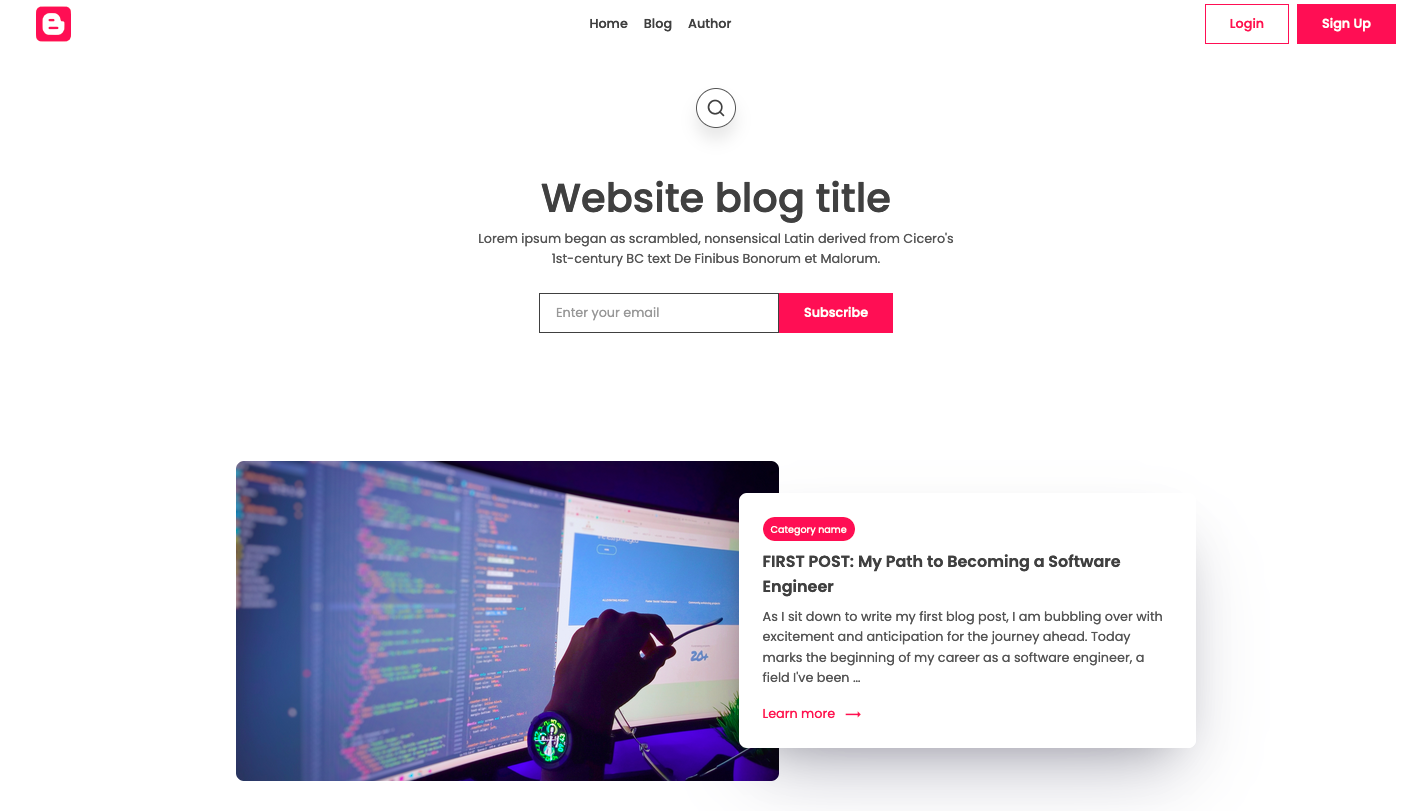 Home Blog Author
Login Sign Up
Website blog title
Lorem ipsum began as scrambled, nonsensical Latin derived from Cicero's
1st-century BC text De Finibus Bonorum et Malorum.
Enter your email Subscribe
Category name
FIRST POST: My Path to Becoming a Software
Engineer
As I sit down to write my first blog post, I am bubbling over with
excitement and anticipation for the journey ahead. Today
marks the beginning of my career as a software engineer, a
field I've been ...
Learn more
20+